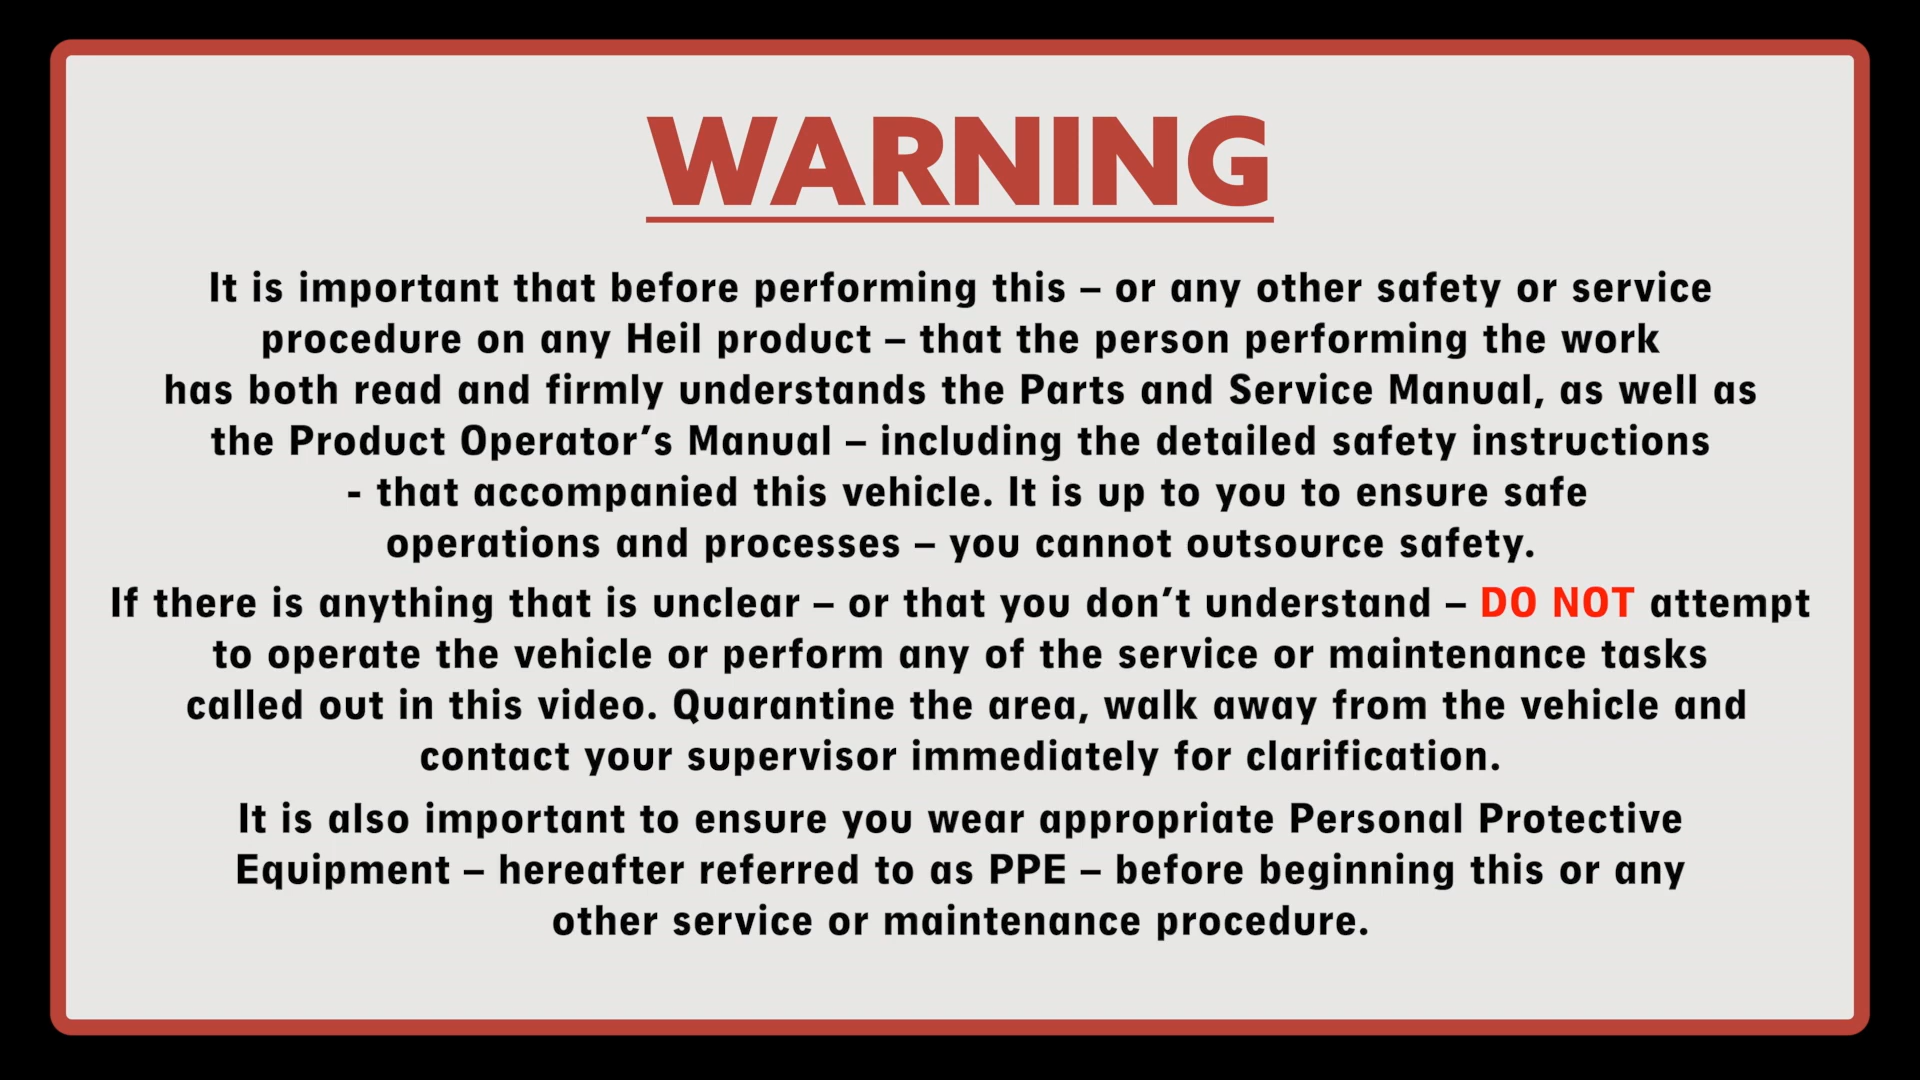 WARNING
It is important that before performing this – or any other safety or service
procedure on any Heil product – that the person performing the work
has both read and firmly understands the Parts and Service Manual, as well as
the Product Operator’s Manual – including the detailed safety instructions
- that accompanied this vehicle. It is up to you to ensure safe
operations and processes – you cannot outsource safety.
If there is anything that is unclear – or that you don’t understand – DO NOT attempt
to operate the vehicle or perform any of the service or maintenance tasks
called out in this video. Quarantine the area, walk away from the vehicle and
contact your supervisor immediately for clarification.
It is also important to ensure you wear appropriate Personal Protective
Equipment – hereafter referred to as PPE – before beginning this or any
other service or maintenance procedure.